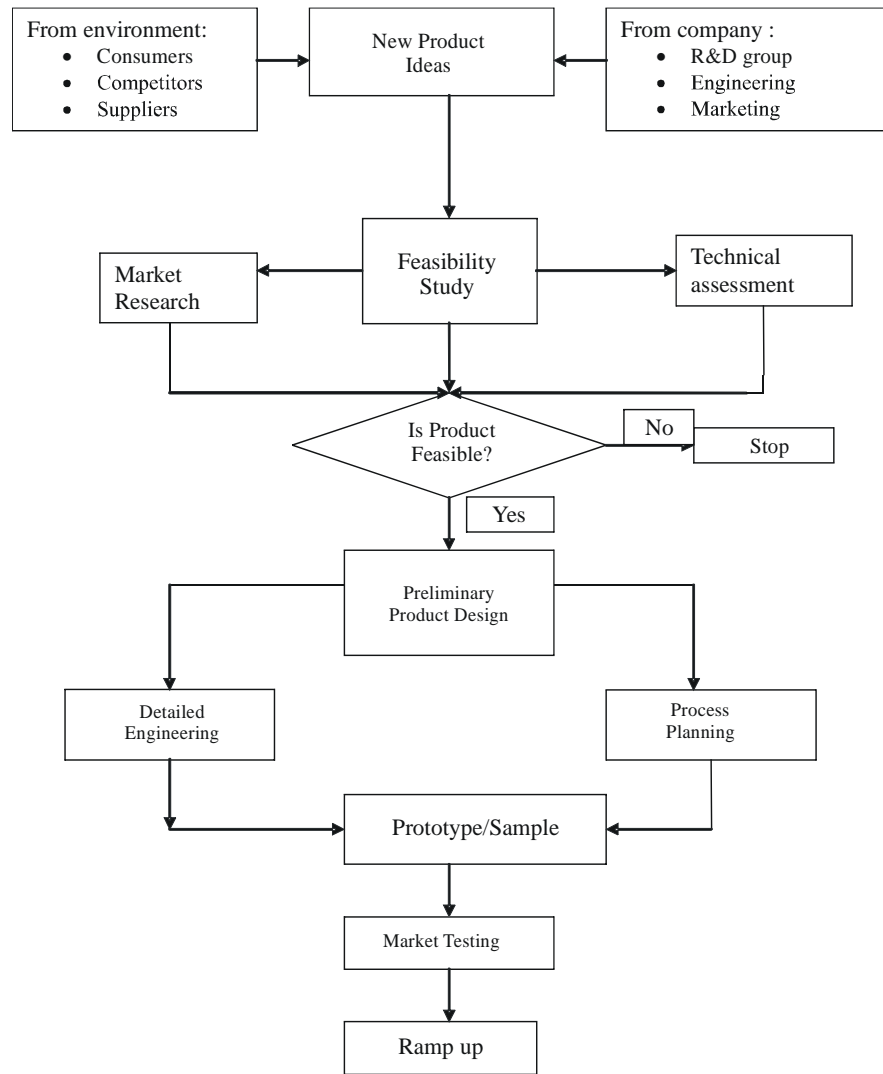 From environment:
• Consumers
• Competitors
• Suppliers
New Product
Ideas
From company :
• R&D group
• Engineering
• Marketing
Market
Research
Feasibility
Study
Technical
assessment
Is Product
Feasible?
No
Stop
Yes
Preliminary
Product Design
Detailed
Engineering
Process
Planning
Prototype/Sample
Market Testing
Ramp up